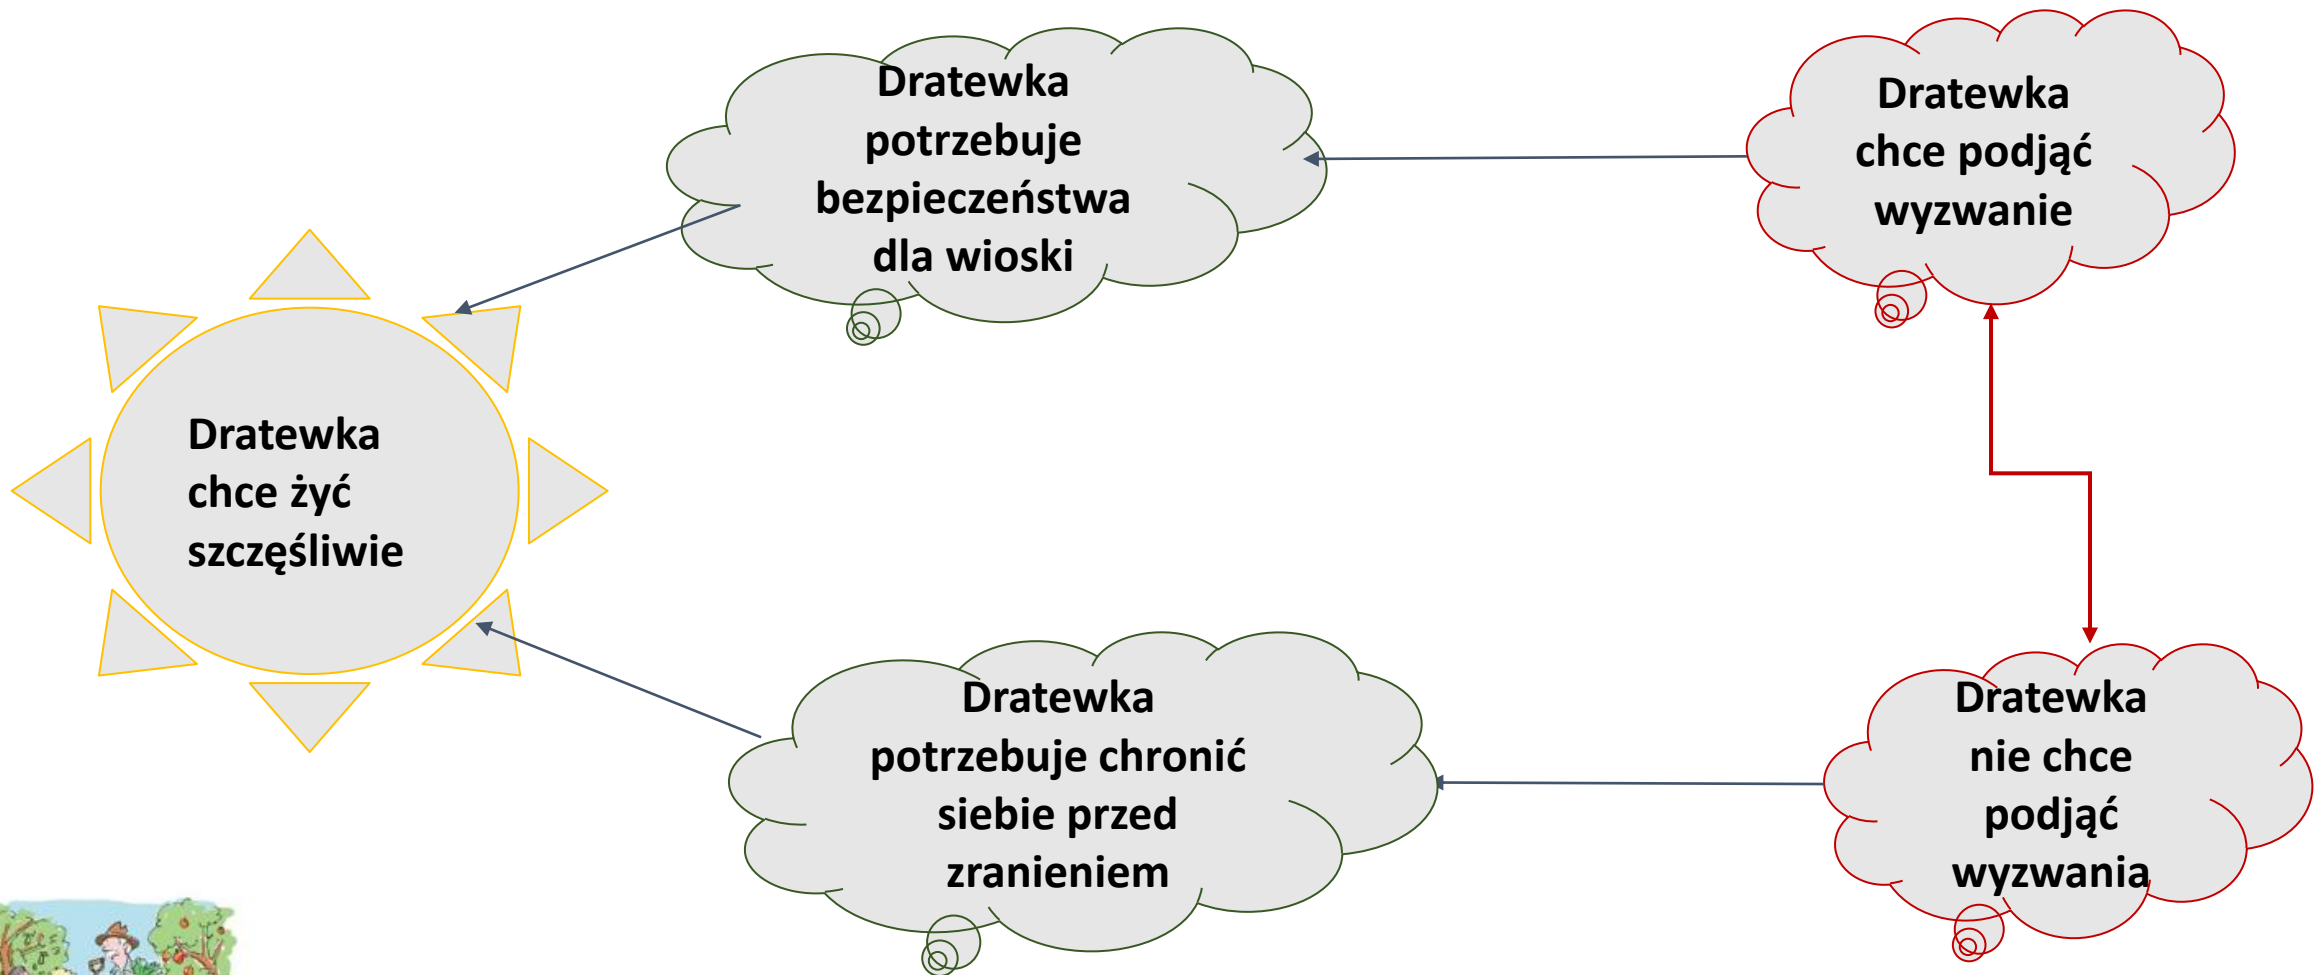 Dratewka
potrzebuje
bezpieczeństwa
dla wioski
Dratewka
chce podjąć
wyzwanie
Dratewka
chce żyć
szczęśliwie
Dratewka
potrzebuje chronić
siebie przed
zranieniem
Dratewka
nie chce
podjąć
wyzwania